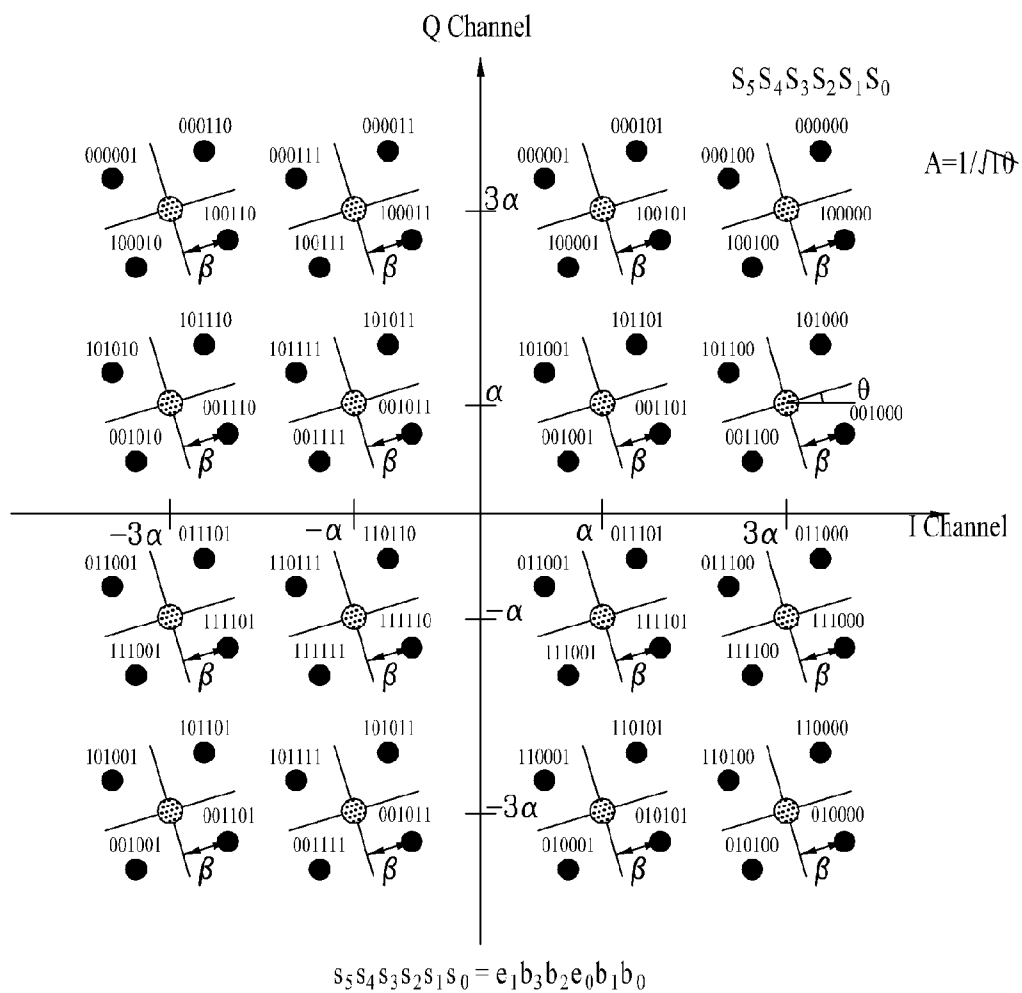 Q Channel
S₅S₄S₃S₂S₁S₀
A=1/√10
000110 000011 000101 000000
000001 000111 000001 000100
3α
100110 100011 100101 100000
100010 100111 100001 100100
β β β β
101110 101011 101101 101000
101010 101111 101001 101100
α θ
001110 001011 001101 001000
001010 001111 001001 001100
β β β β
-3α -α α 3α I Channel
011101 110110 011101 011000
011001 110111 011001 011100
-α
111101 111110 111101 111000
111001 111111 111001 111100
β β β β
101101 101011 110101 110000
101001 101111 110001 110100
-3α
001101 001011 010101 010000
001001 001111 010001 010100
β β β β
s₅s₄s₃s₂s₁s₀ = e₁b₃b₂e₀b₁b₀